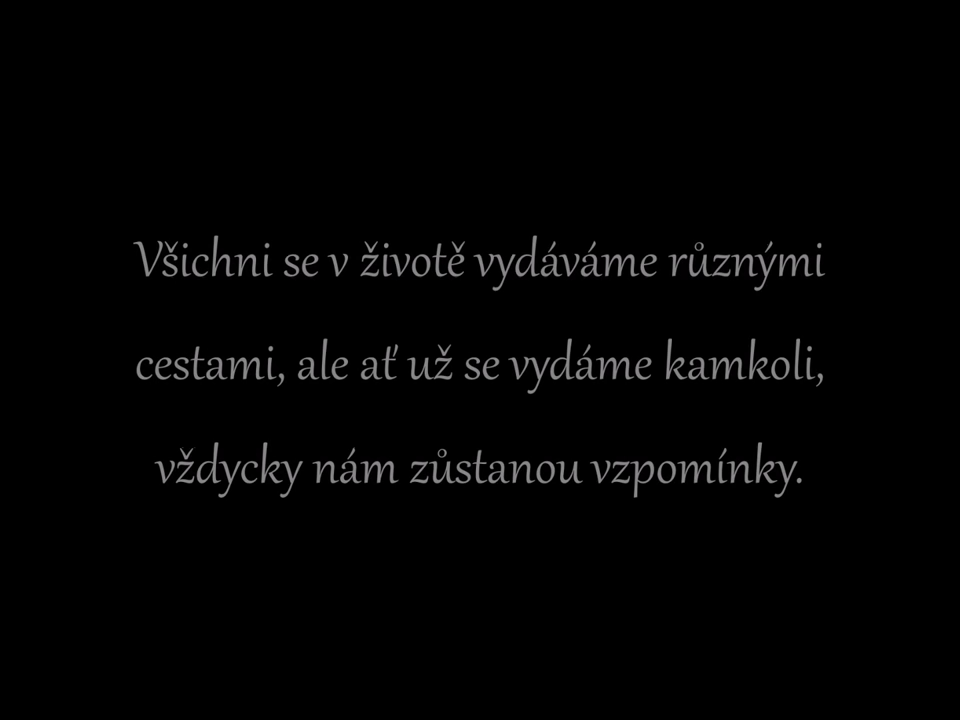 Všichni se v životě vydáváme různými
cestami, ale ať už se vydáme kamkoli,
vždycky nám zůstanou vzpomínky.